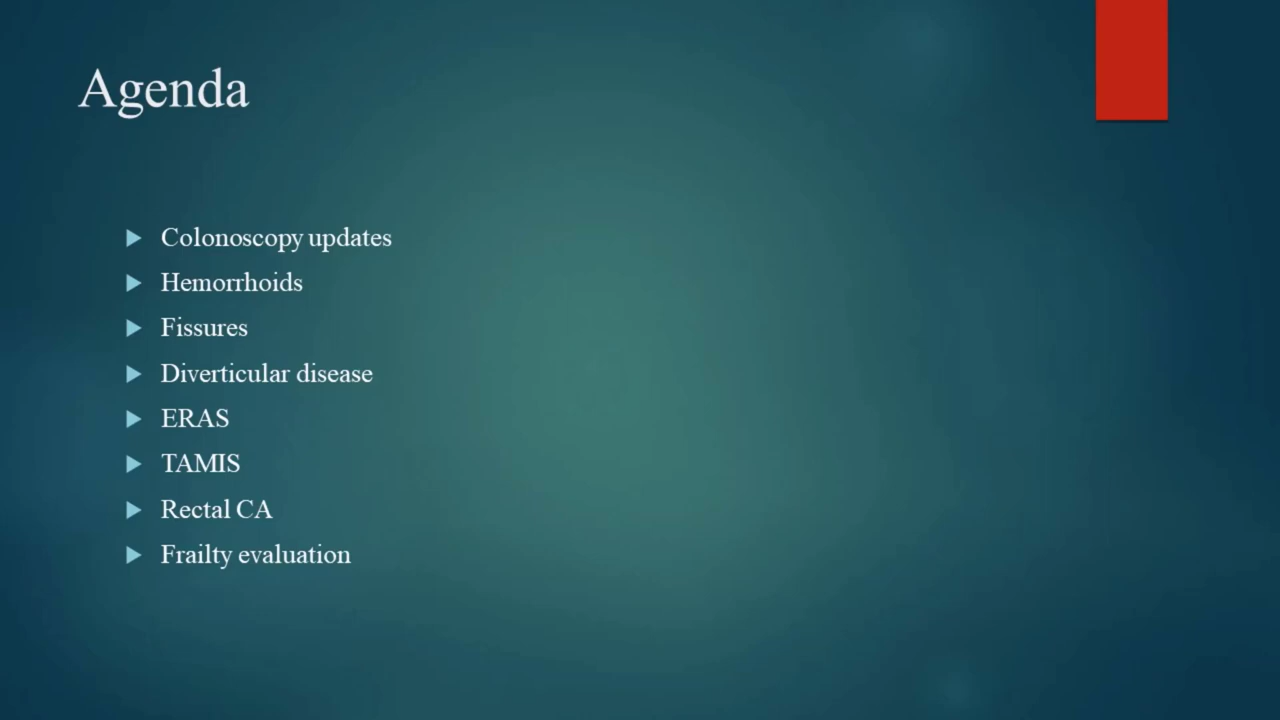 Agenda
Colonoscopy updates
Hemorrhoids
Fissures
Diverticular disease
ERAS
TAMIS
Rectal CA
Frailty evaluation